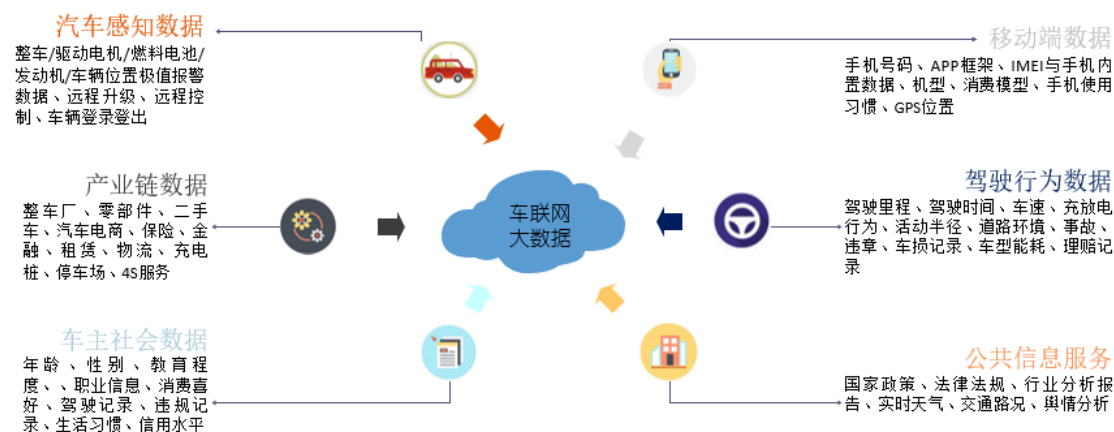 汽车感知数据
整车/驱动电机/燃料电池/
发动机/车辆位置极值报警
数据、远程升级、远程控
制、车辆登录登出
移动端数据
手机号码、APP框架、IMEI与手机内
置数据、机型、消费模型、手机使用
习惯、GPS位置
产业链数据
整车厂、零部件、二手
车、汽车电商、保险、金
融、租赁、物流、充电
桩、停车场、4S服务
车联网
大数据
驾驶行为数据
驾驶里程、驾驶时间、车速、充放电
行为、活动半径、道路环境、事故、
违章、车损记录、车型能耗、理赔记
录
车主社会数据
年龄、性别、教育程
度、、职业信息、消费喜
好、驾驶记录、违规记
录、生活习惯、信用水平
公共信息服务
国家政策、法律法规、行业分析报
告、实时天气、交通路况、舆情分析